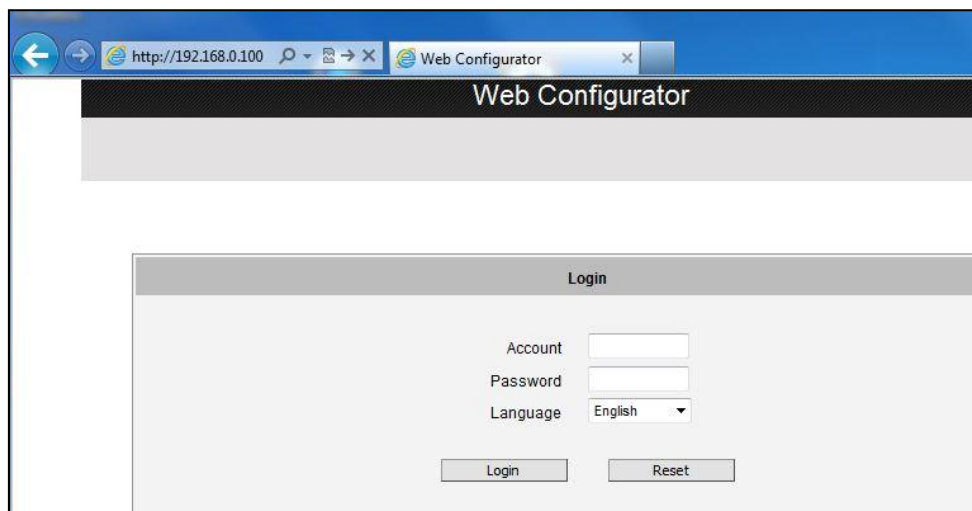 http://192.168.0.100
Web Configurator
Web Configurator
Login
Account
Password
Language English
Login Reset